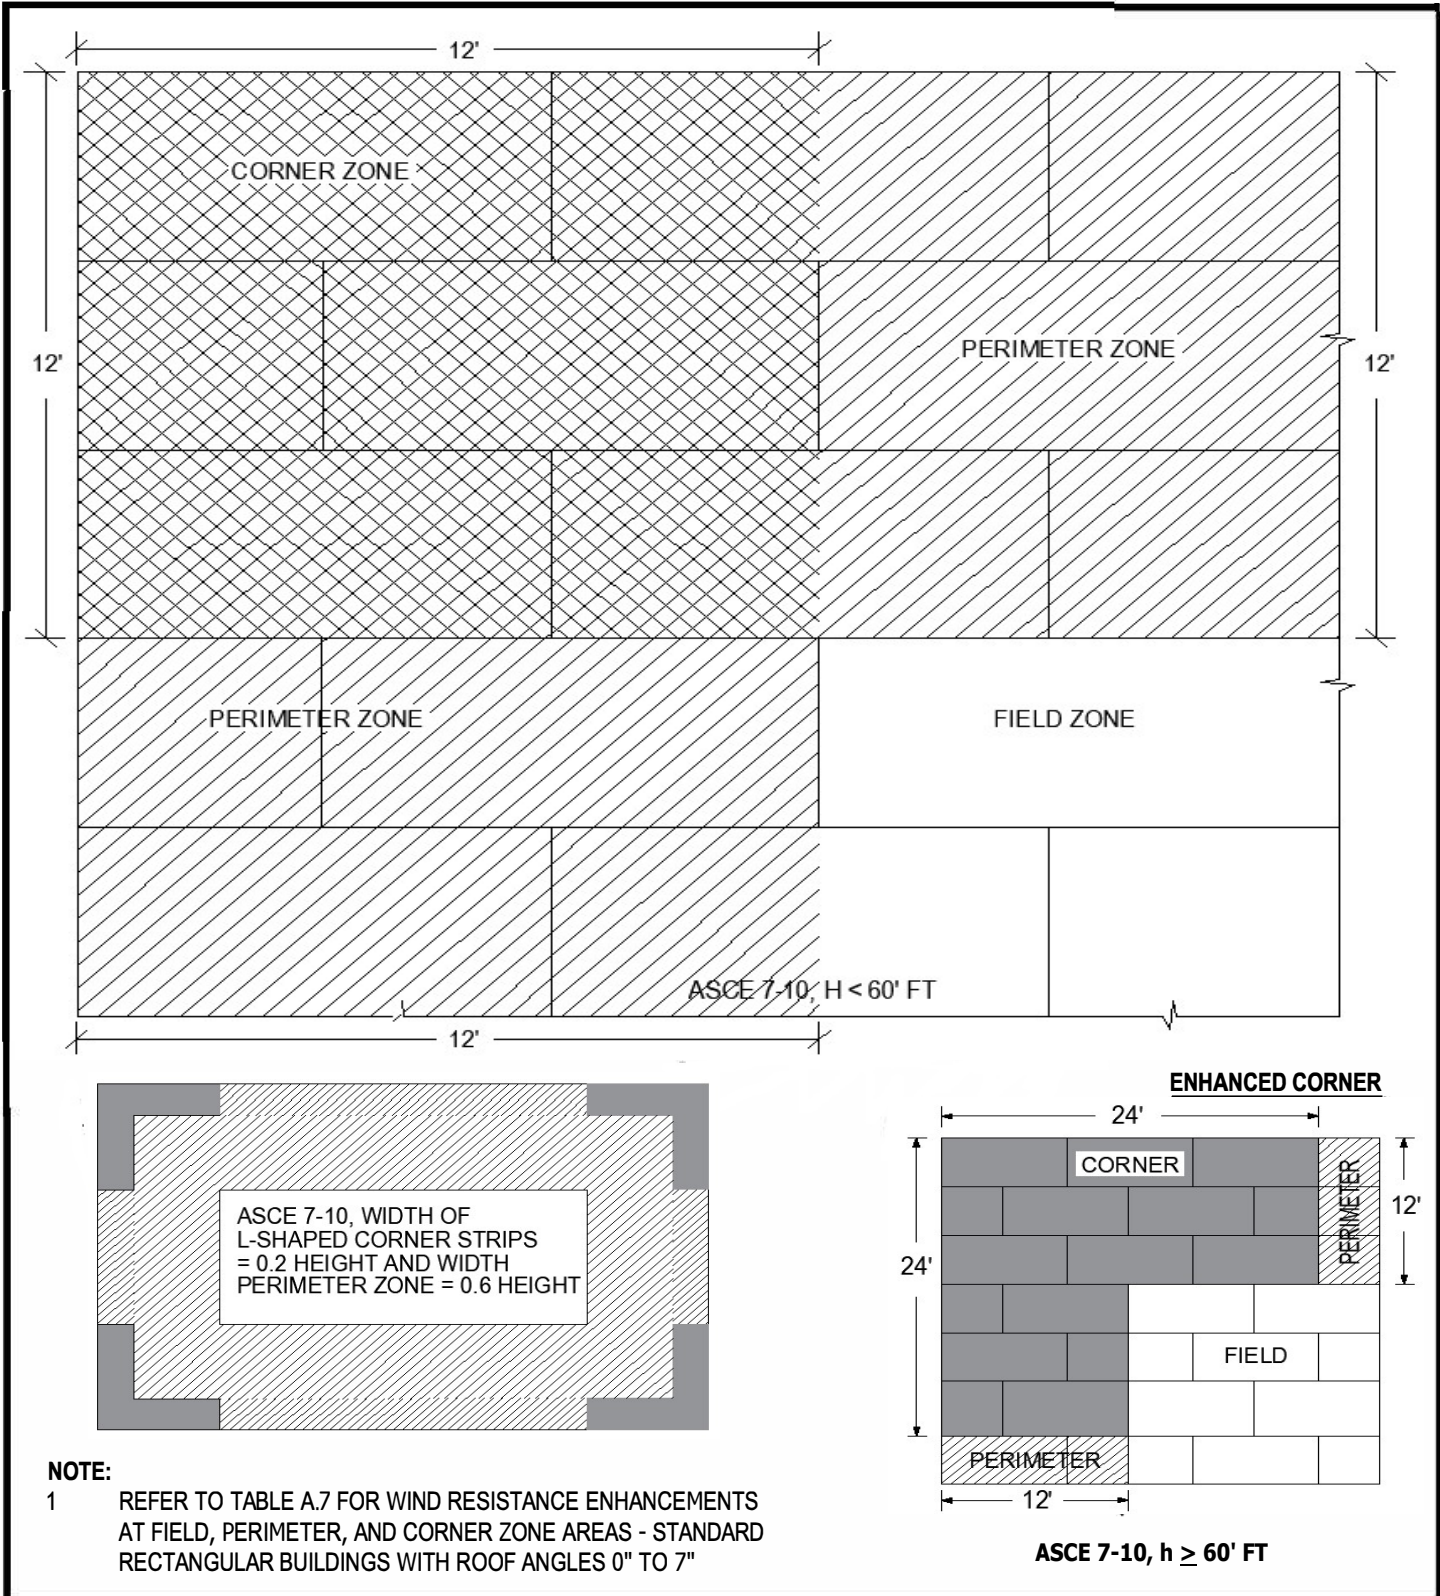 12'
CORNER ZONE
PERIMETER ZONE
12'
12'
PERIMETER ZONE
FIELD ZONE
ASCE 7-10, H < 60' FT
12'
ENHANCED CORNER
24'
CORNER
PERIMETER
12'
24'
FIELD
PERIMETER
12'
ASCE 7-10, h ≥ 60' FT
ASCE 7-10, WIDTH OF
L-SHAPED CORNER STRIPS
= 0.2 HEIGHT AND WIDTH
PERIMETER ZONE = 0.6 HEIGHT
NOTE:
1 REFER TO TABLE A.7 FOR WIND RESISTANCE ENHANCEMENTS
AT FIELD, PERIMETER, AND CORNER ZONE AREAS - STANDARD
RECTANGULAR BUILDINGS WITH ROOF ANGLES 0" TO 7"